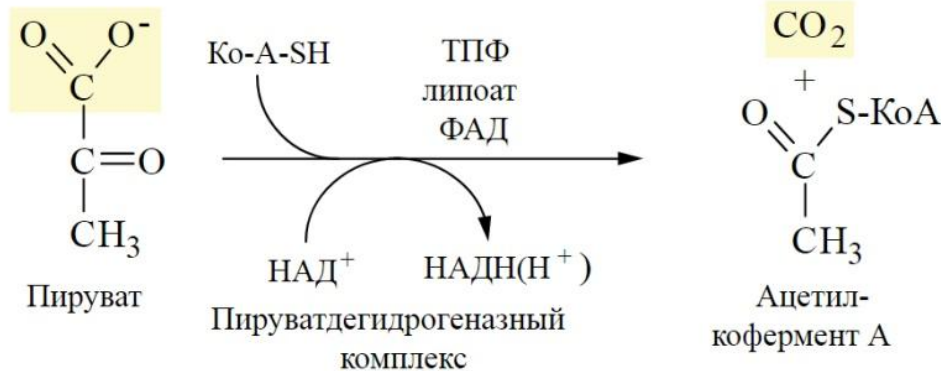 O
O⁻
C
C=O
CH₃
Пируват
Ко-А-SH
ТПФ
липоат
ФАД
НАД⁺
НАДН(Н⁺)
Пируватдегидрогеназный
комплекс
CO₂
+
O
S-КоА
C
CH₃
Ацетил-
кофермент А